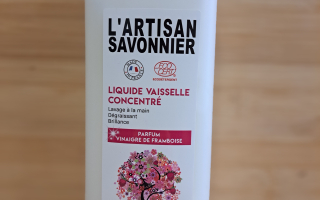 L'ARTISAN
SAVONNIER
LIQUIDE VAISSELLE
CONCENTRÉ
Lavage à la main
Dégraissant
Brillance
PARFUM
VINAIGRE DE FRAMBOISE